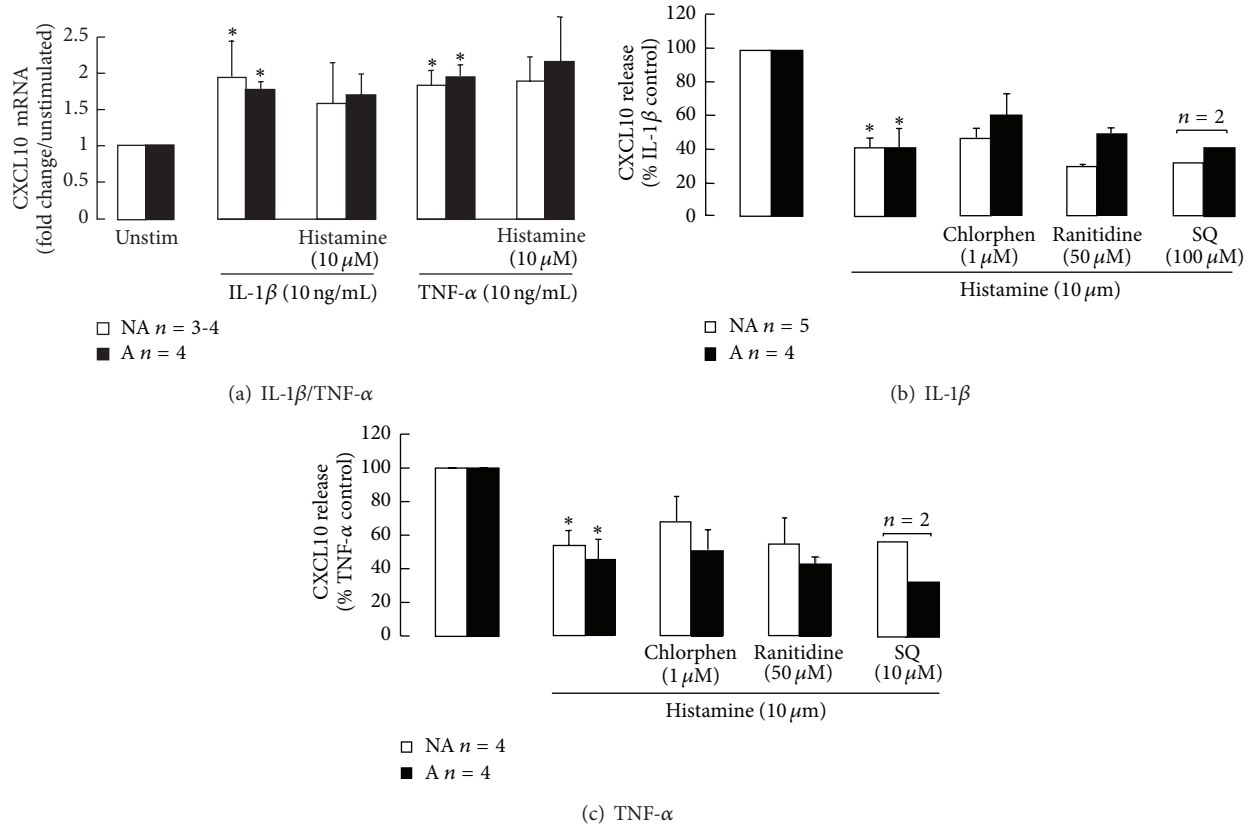 CXCL10 mRNA
(fold change/unstimulated)
2.5
2
1.5
1
0.5
0
*
*
*
*
Unstim
Histamine
(10 μM)
Histamine
(10 μM)
IL-1β (10 ng/mL)
TNF-α (10 ng/mL)
NA n = 3-4
A n = 4
(a) IL-1β/TNF-α
CXCL10 release
(% IL-1β control)
120
100
80
60
40
20
0
*
*
n = 2
Chlorphen
(1 μM)
Ranitidine
(50 μM)
SQ
(100 μM)
Histamine (10 μm)
NA n = 5
A n = 4
(b) IL-1β
CXCL10 release
(% TNF-α control)
120
100
80
60
40
20
0
*
*
n = 2
Chlorphen
(1 μM)
Ranitidine
(50 μM)
SQ
(10 μM)
Histamine (10 μm)
NA n = 4
A n = 4
(c) TNF-α